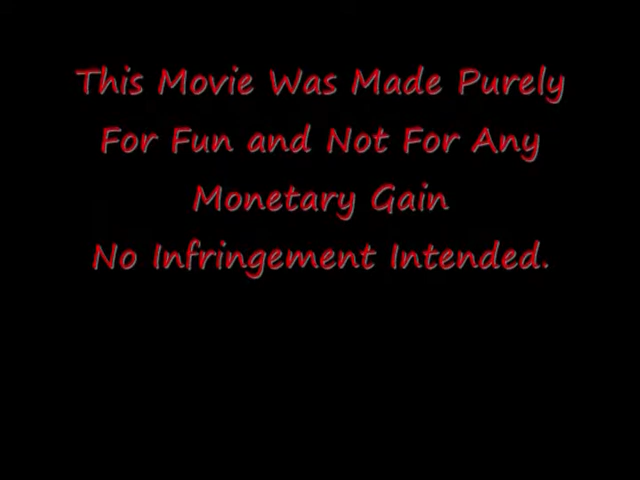 This Movie Was Made Purely
For Fun and Not For Any
Monetary Gain
No Infringement Intended.